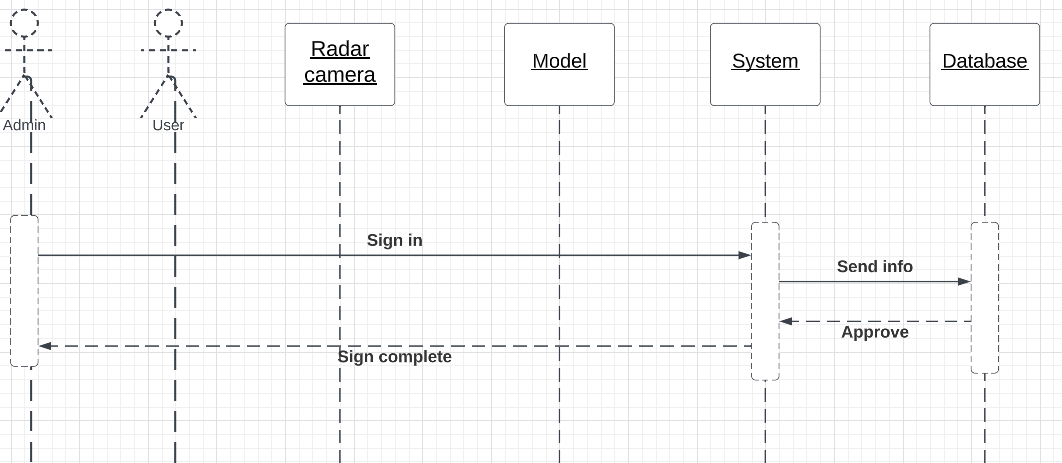 Radar
camera
Model
System
Database
Admin
User
Sign in
Send info
Approve
Sign complete